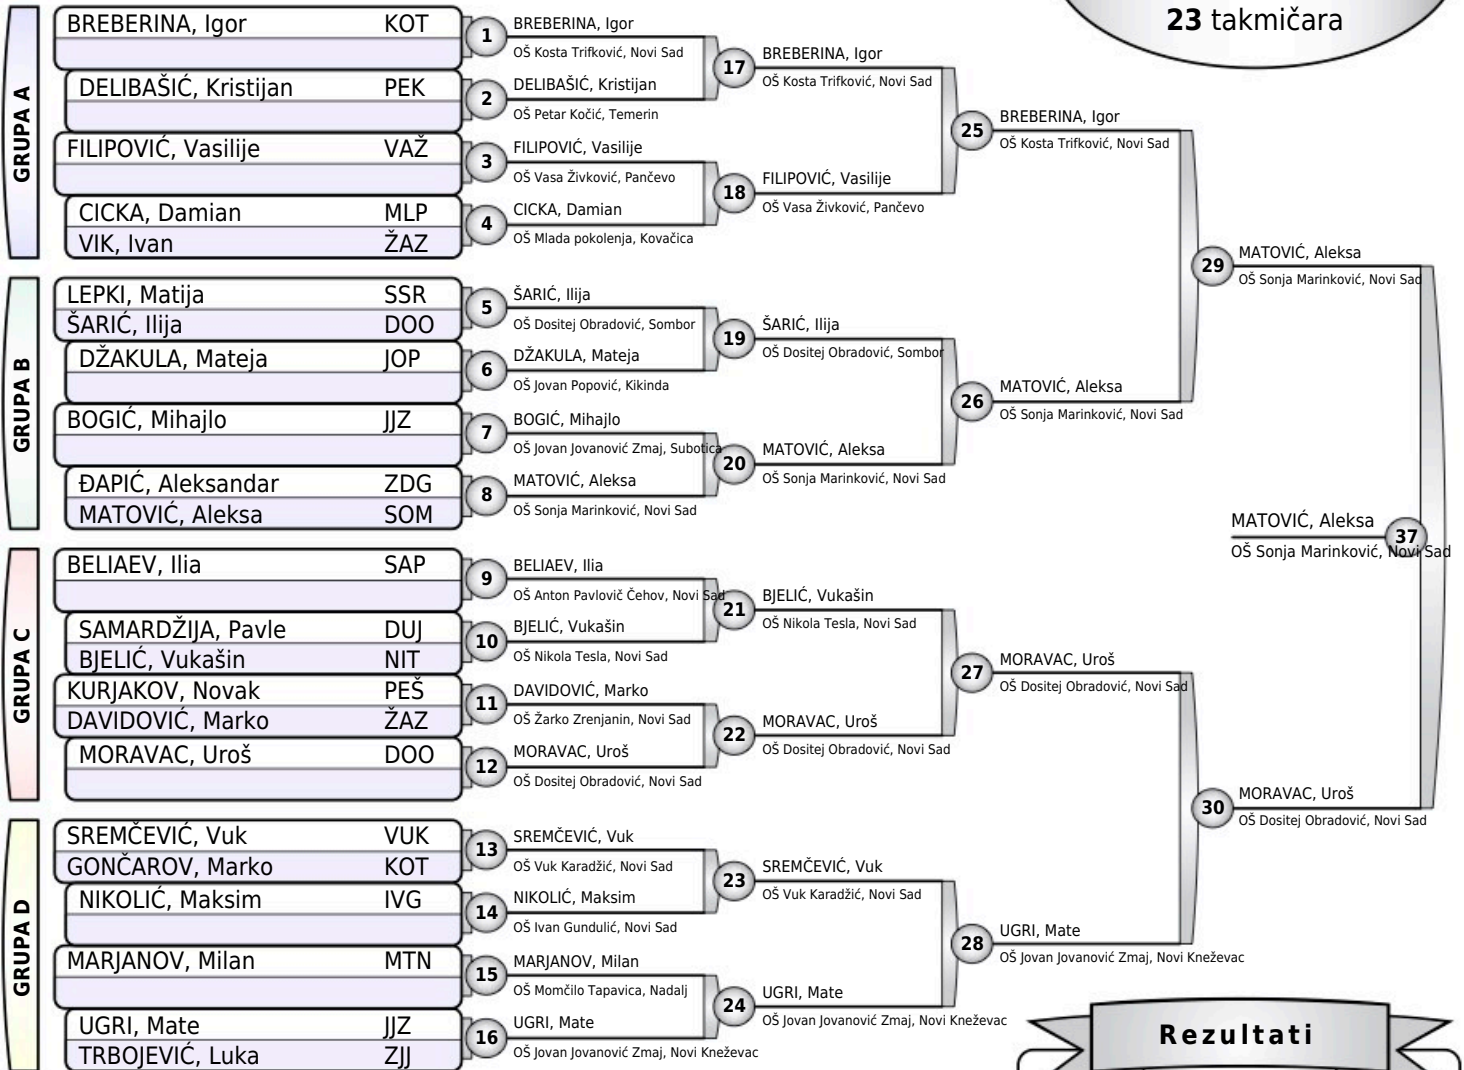 23 takmičara
GRUPA A
BREBERINA, Igor KOT
DELIBAŠIĆ, Kristijan PEK
FILIPOVIĆ, Vasilije VAŽ
CICKA, Damian MLP
VIK, Ivan ŽAZ
GRUPA B
LEPKI, Matija SSR
ŠARIĆ, Ilija DOO
DŽAKULA, Mateja JOP
BOGIĆ, Mihajlo JJZ
ĐAPIĆ, Aleksandar ZDG
MATOVIĆ, Aleksa SOM
GRUPA C
BELIAEV, Ilia SAP
SAMARDŽIJA, Pavle DUJ
BJELIĆ, Vukašin NIT
KURJAKOV, Novak PEŠ
DAVIDOVIĆ, Marko ŽAZ
MORAVAC, Uroš DOO
GRUPA D
SREMČEVIĆ, Vuk VUK
GONČAROV, Marko KOT
NIKOLIĆ, Maksim IVG
MARJANOV, Milan MTN
UGRI, Mate JJZ
TRBOJEVIĆ, Luka ZJJ
1 BREBERINA, Igor
OŠ Kosta Trifković, Novi Sad
2 DELIBAŠIĆ, Kristijan
OŠ Petar Kočić, Temerin
3 FILIPOVIĆ, Vasilije
OŠ Vasa Živković, Pančevo
4 CICKA, Damian
OŠ Mlada pokolenja, Kovačica
5 ŠARIĆ, Ilija
OŠ Dositej Obradović, Sombor
6 DŽAKULA, Mateja
OŠ Jovan Popović, Kikinda
7 BOGIĆ, Mihajlo
OŠ Jovan Jovanović Zmaj, Subotica
8 MATOVIĆ, Aleksa
OŠ Sonja Marinković, Novi Sad
9 BELIAEV, Ilia
OŠ Anton Pavlovič Čehov, Novi Sad
10 BJELIĆ, Vukašin
OŠ Nikola Tesla, Novi Sad
11 DAVIDOVIĆ, Marko
OŠ Žarko Zrenjanin, Novi Sad
12 MORAVAC, Uroš
OŠ Dositej Obradović, Novi Sad
13 SREMČEVIĆ, Vuk
OŠ Vuk Karadžić, Novi Sad
14 NIKOLIĆ, Maksim
OŠ Ivan Gundulić, Novi Sad
15 MARJANOV, Milan
OŠ Momčilo Tapavica, Nadalj
16 UGRI, Mate
OŠ Jovan Jovanović Zmaj, Novi Kneževac
17 BREBERINA, Igor
OŠ Kosta Trifković, Novi Sad
18 FILIPOVIĆ, Vasilije
OŠ Vasa Živković, Pančevo
19 ŠARIĆ, Ilija
OŠ Dositej Obradović, Sombor
20 MATOVIĆ, Aleksa
OŠ Sonja Marinković, Novi Sad
21 BJELIĆ, Vukašin
OŠ Nikola Tesla, Novi Sad
22 MORAVAC, Uroš
OŠ Dositej Obradović, Novi Sad
23 SREMČEVIĆ, Vuk
OŠ Vuk Karadžić, Novi Sad
24 UGRI, Mate
OŠ Jovan Jovanović Zmaj, Novi Kneževac
25 BREBERINA, Igor
OŠ Kosta Trifković, Novi Sad
26 MATOVIĆ, Aleksa
OŠ Sonja Marinković, Novi Sad
27 MORAVAC, Uroš
OŠ Dositej Obradović, Novi Sad
28 UGRI, Mate
OŠ Jovan Jovanović Zmaj, Novi Kneževac
29 MATOVIĆ, Aleksa
OŠ Sonja Marinković, Novi Sad
30 MORAVAC, Uroš
OŠ Dositej Obradović, Novi Sad
MATOVIĆ, Aleksa 37
OŠ Sonja Marinković, Novi Sad
Rezultati